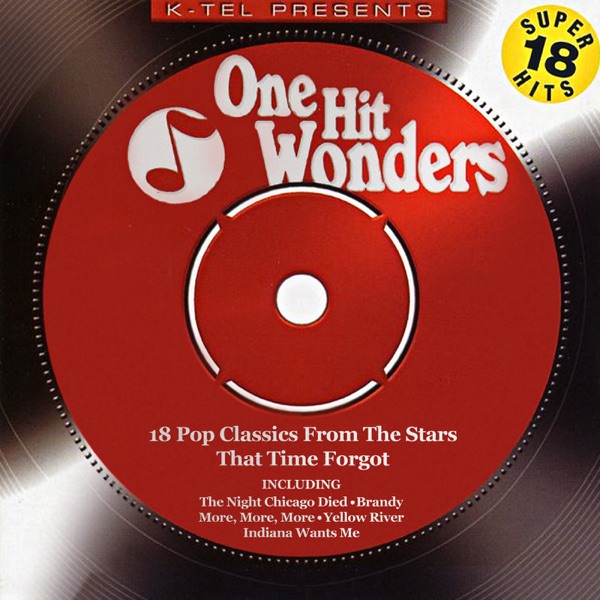 K-TEL PRESENTS
SUPER
18
HITS
One
Hit
Wonders
18 Pop Classics From The Stars
That Time Forgot
INCLUDING
The Night Chicago Died • Brandy
More, More, More • Yellow River
Indiana Wants Me